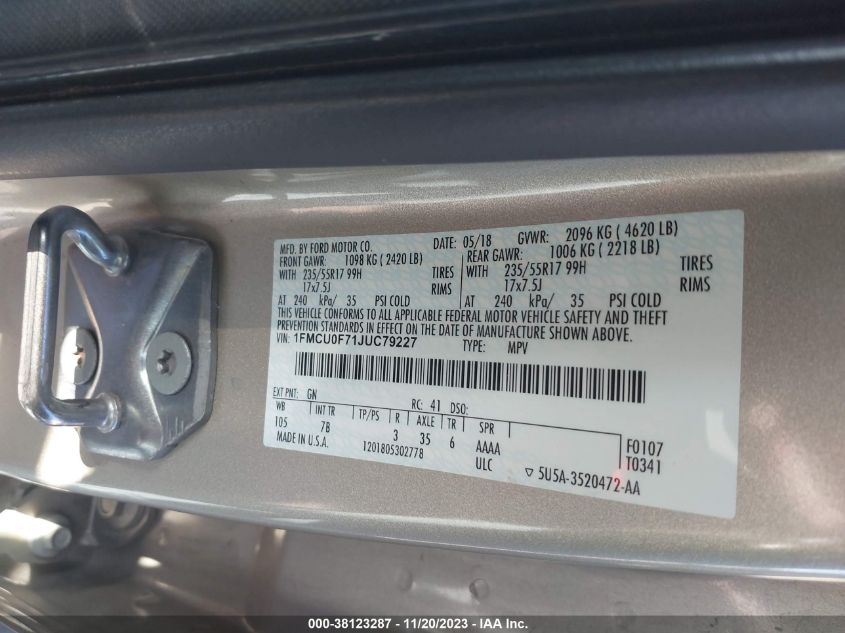 MFD. BY FORD MOTOR CO. DATE: 05/18 GVWR: 2096 KG ( 4620 LB)
FRONT GAWR: 1098 KG ( 2420 LB) REAR GAWR: 1006 KG ( 2218 LB)
WITH 235/55R17 99H TIRES WITH 235/55R17 99H TIRES
17x7.5J RIMS 17x7.5J RIMS
AT 240 kPa/ 35 PSI COLD AT 240 kPa/ 35 PSI COLD
THIS VEHICLE CONFORMS TO ALL APPLICABLE FEDERAL MOTOR VEHICLE SAFETY AND THEFT
PREVENTION STANDARDS IN EFFECT ON THE DATE OF MANUFACTURE SHOWN ABOVE.
VIN: 1FMCU0F71JUC79227 TYPE: MPV
EXT PNT: GN RC: 41 DSO:
WB INT TR TP/PS R AXLE TR SPR
105 7B 3 35 6 AAAA F0107
MADE IN U.S.A. 1201805302778 ULC ▽ 5U5A-3520472-AA T0341
000-38123287 - 11/20/2023 - IAA Inc.